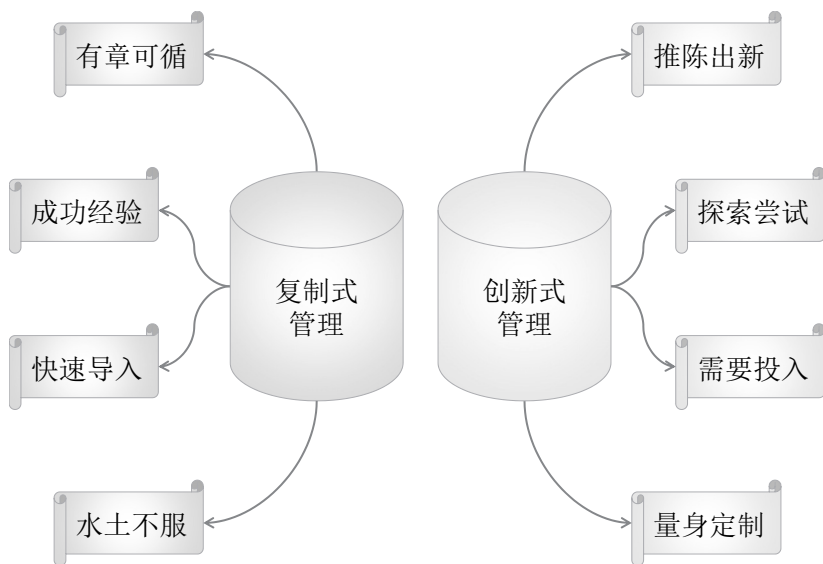 有章可循
推陈出新
成功经验
探索尝试
复制式
管理
创新式
管理
快速导入
需要投入
水土不服
量身定制